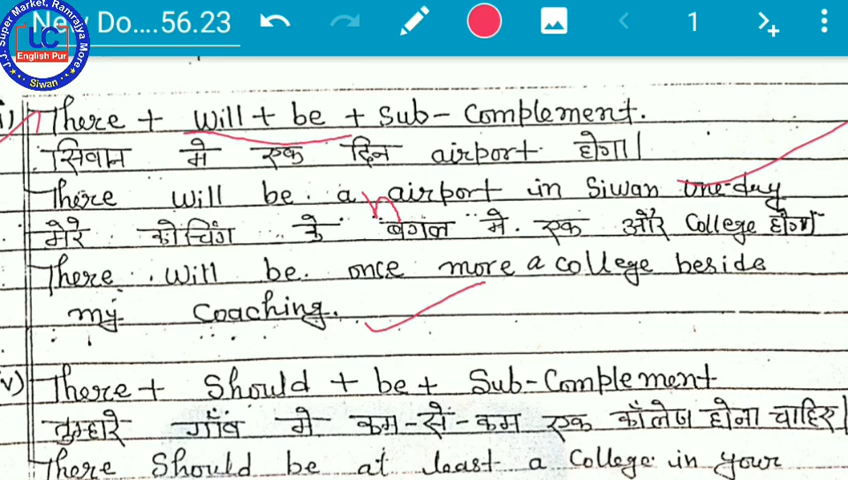 New Do....56.23
1
J.J. Super Market, Ramrajya More
LC
English Pur
Siwan
There + will + be + Sub-Complement.
सिवान मे एक दिन airport होगा।
There will be a airport in Siwan one-day
n
मेरे कोचिंग के बगल मे एक और College होगा
There will be once more a college beside
my Coaching.
v) There + Should + be + Sub-Complement
तुम्हारे गाँव मे कम-से-कम एक कॉलेज होना चाहिए।
There Should be at least a College in your